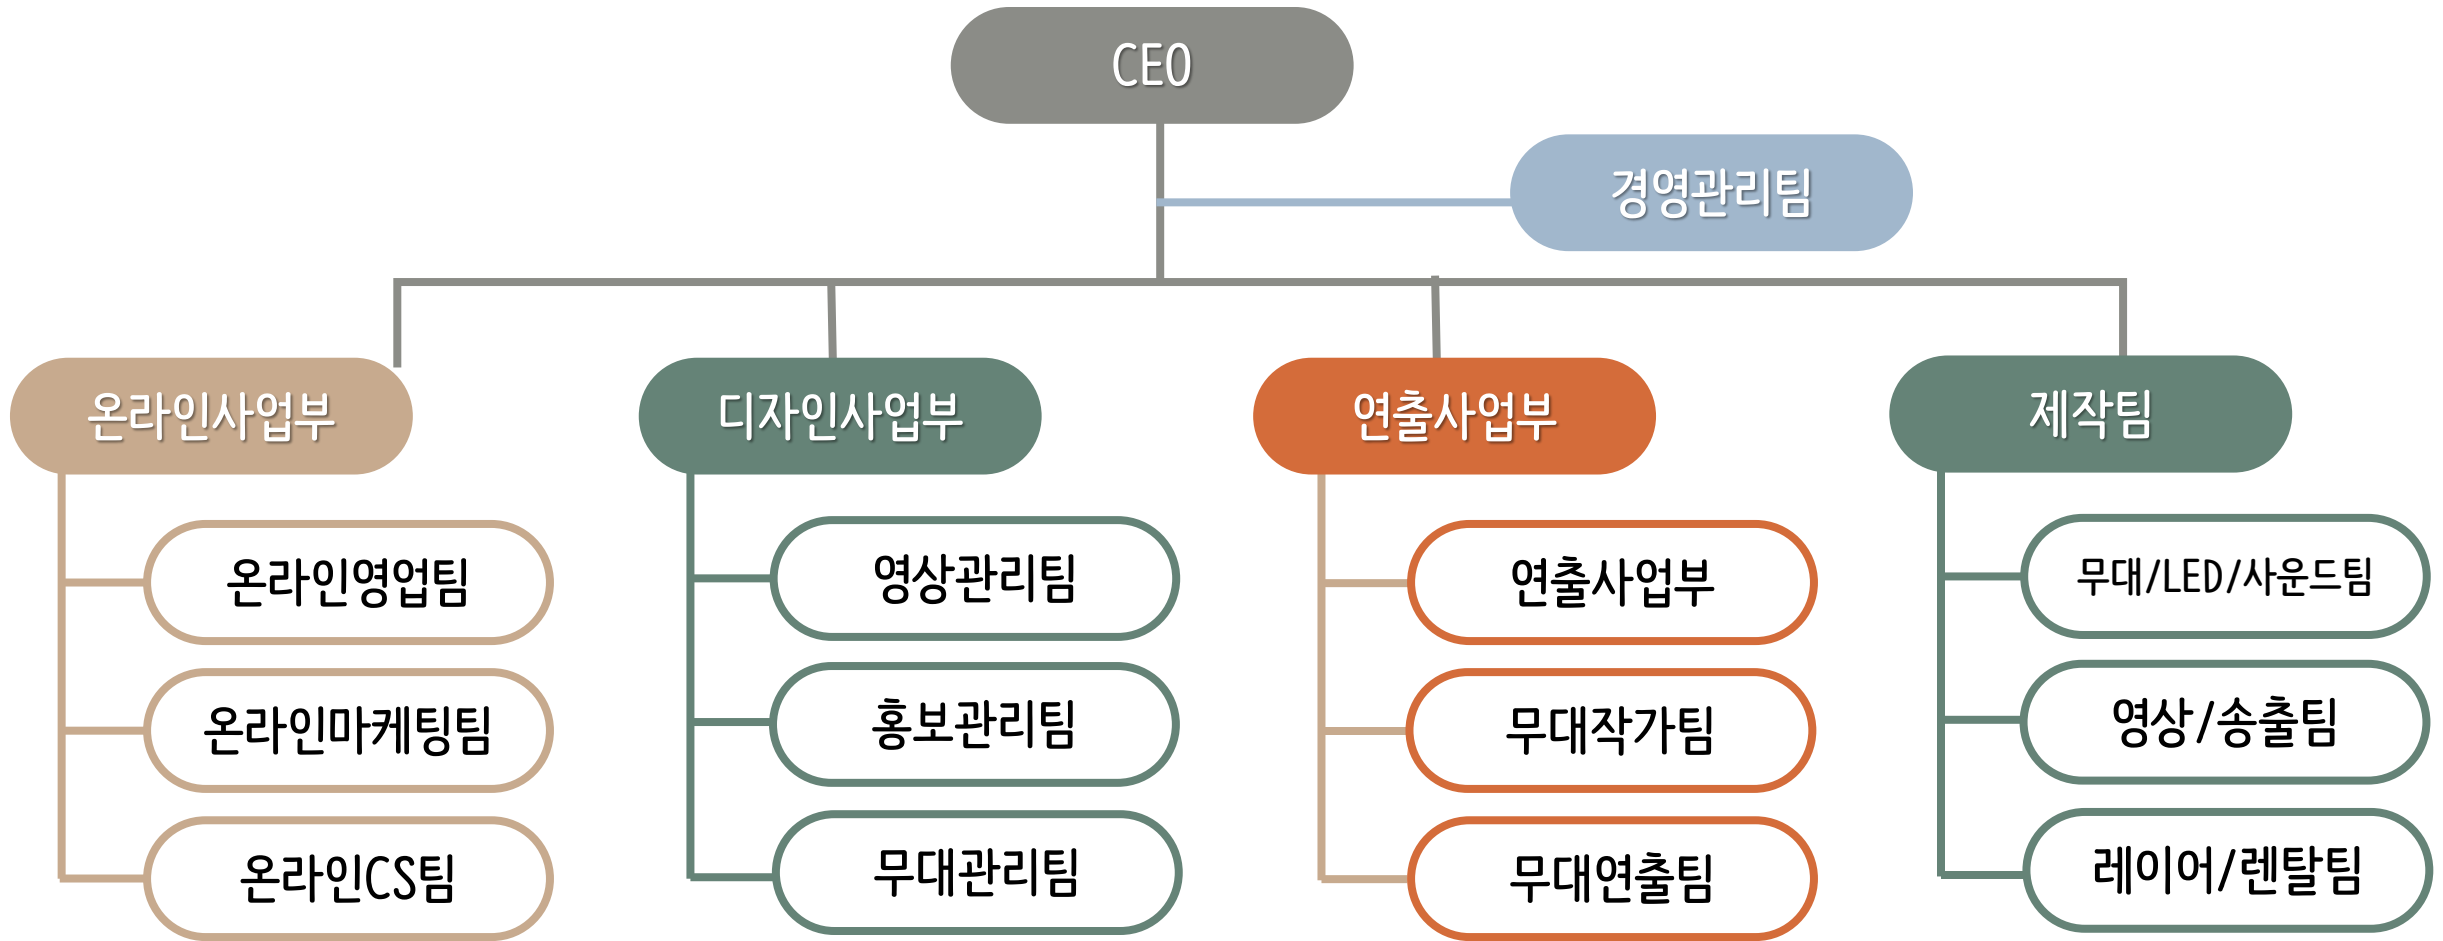 CEO
경영관리팀
온라인사업부
디자인사업부
연출사업부
제작팀
온라인영업팀
온라인마케팅팀
온라인CS팀
영상관리팀
홍보관리팀
무대관리팀
연출사업부
무대작가팀
무대연출팀
무대/LED/사운드팀
영상/송출팀
레이어/렌탈팀